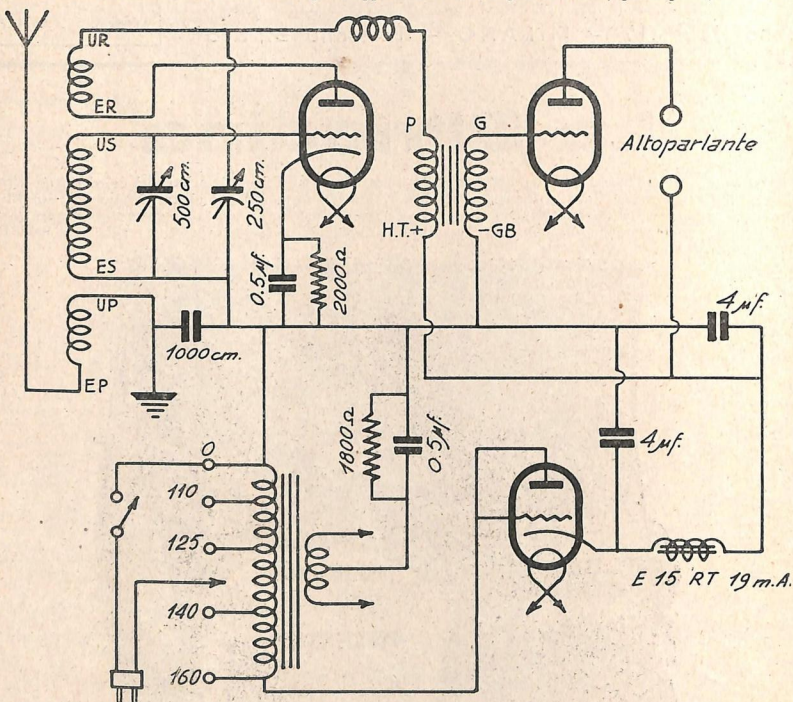 UR
ER
US
500 cm.
250 cm.
ES
UP
EP
1000 cm.
0.5 μf.
2000 Ω
P
G
H.T.+
-GB
Altoparlante
4 μf.
4 μf.
1800 Ω
0.5 μf.
0
110
125
140
160
E 15 RT 19 m.A.